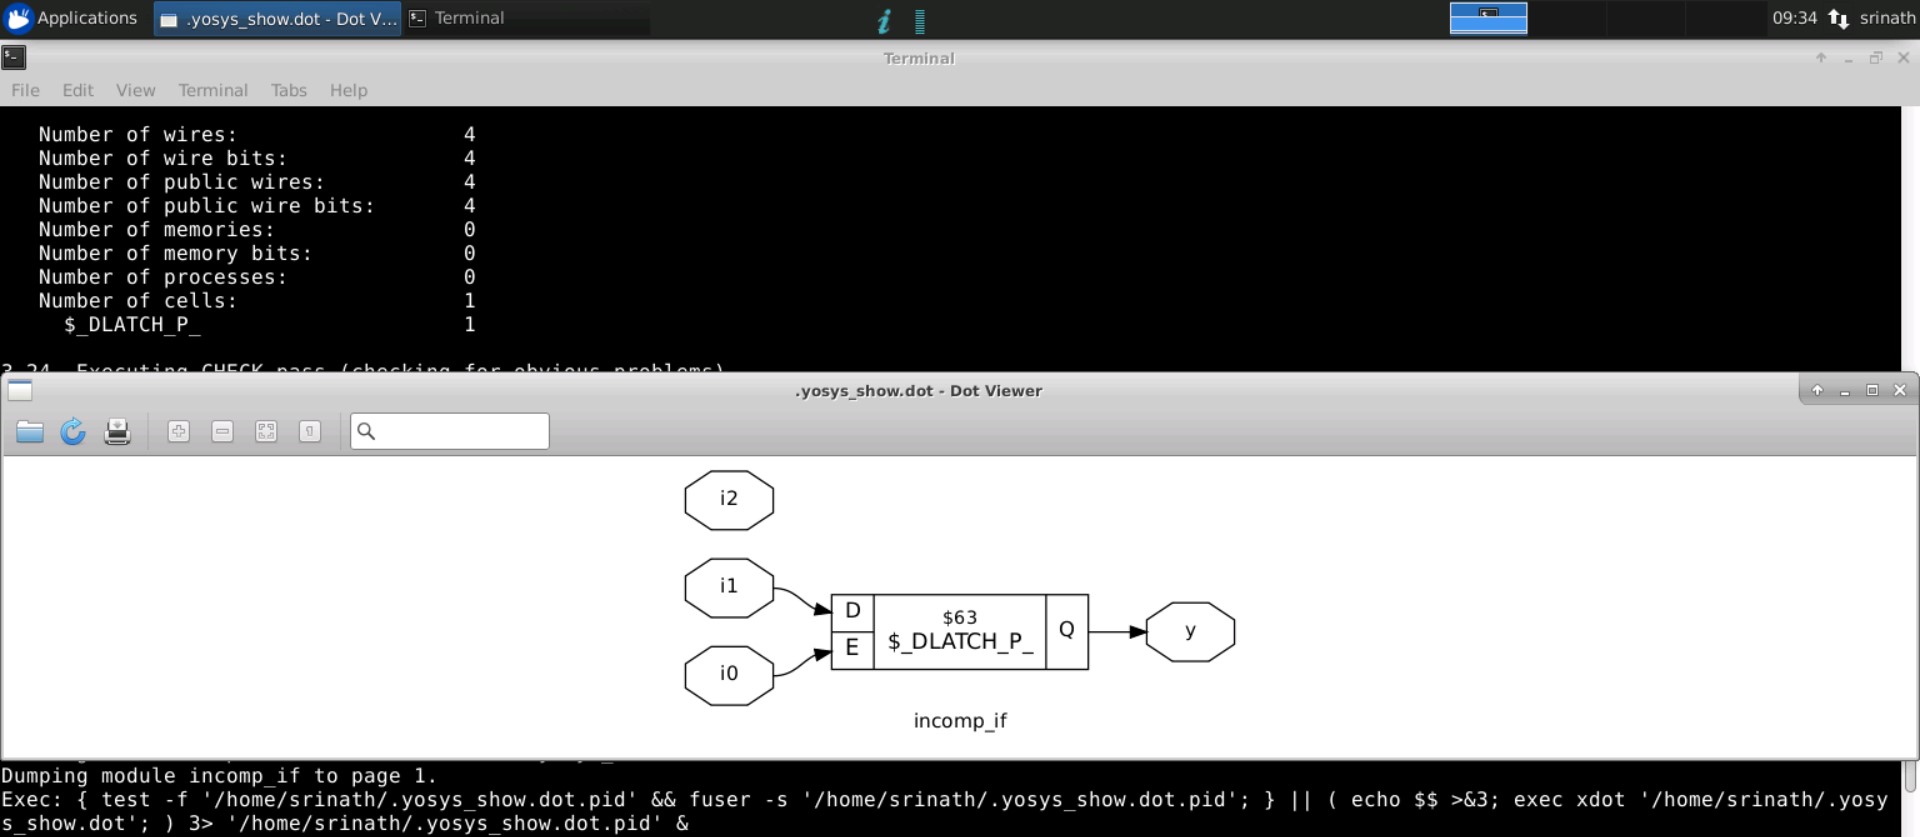 Applications .yosys_show.dot - Dot V... Terminal 09:34 srinath
Terminal
File Edit View Terminal Tabs Help
Number of wires: 4
Number of wire bits: 4
Number of public wires: 4
Number of public wire bits: 4
Number of memories: 0
Number of memory bits: 0
Number of processes: 0
Number of cells: 1
$_DLATCH_P_ 1
3.24. Executing CHECK pass (checking for obvious problems).
.yosys_show.dot - Dot Viewer
i2
i1
D
$63
E
$_DLATCH_P_
Q
y
i0
incomp_if
Dumping module incomp_if to page 1.
Exec: { test -f '/home/srinath/.yosys_show.dot.pid' && fuser -s '/home/srinath/.yosys_show.dot.pid'; } || ( echo $$ >&3; exec xdot '/home/srinath/.yosy
s_show.dot'; ) 3> '/home/srinath/.yosys_show.dot.pid' &